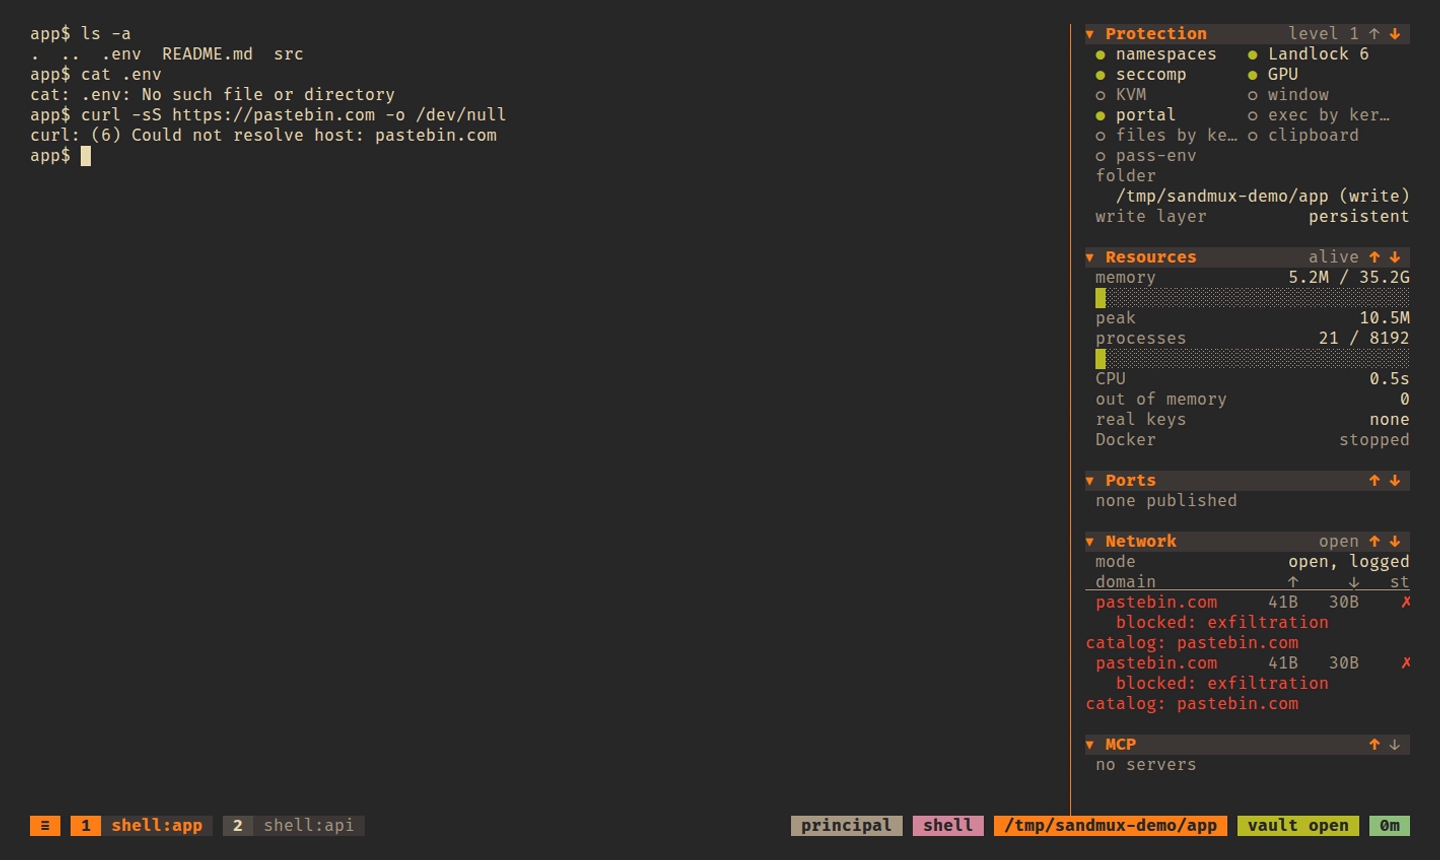 app$ ls -a
.  ..  .env  README.md  src
app$ cat .env
cat: .env: No such file or directory
app$ curl -sS https://pastebin.com -o /dev/null
curl: (6) Could not resolve host: pastebin.com
app$
▼ Protection level 1 ↑ ↓
● namespaces ● Landlock 6
● seccomp ● GPU
○ KVM ○ window
● portal ○ exec by ker…
○ files by ke… ○ clipboard
○ pass-env
folder
/tmp/sandmux-demo/app (write)
write layer persistent
▼ Resources alive ↑ ↓
memory 5.2M / 35.2G
peak 10.5M
processes 21 / 8192
CPU 0.5s
out of memory 0
real keys none
Docker stopped
▼ Ports ↑ ↓
none published
▼ Network open ↑ ↓
mode open, logged
domain ↑ ↓ st
pastebin.com 41B 30B ✗
blocked: exfiltration
catalog: pastebin.com
pastebin.com 41B 30B ✗
blocked: exfiltration
catalog: pastebin.com
▼ MCP ↑ ↓
no servers
≡ 1 shell:app 2 shell:api principal shell /tmp/sandmux-demo/app vault open 0m